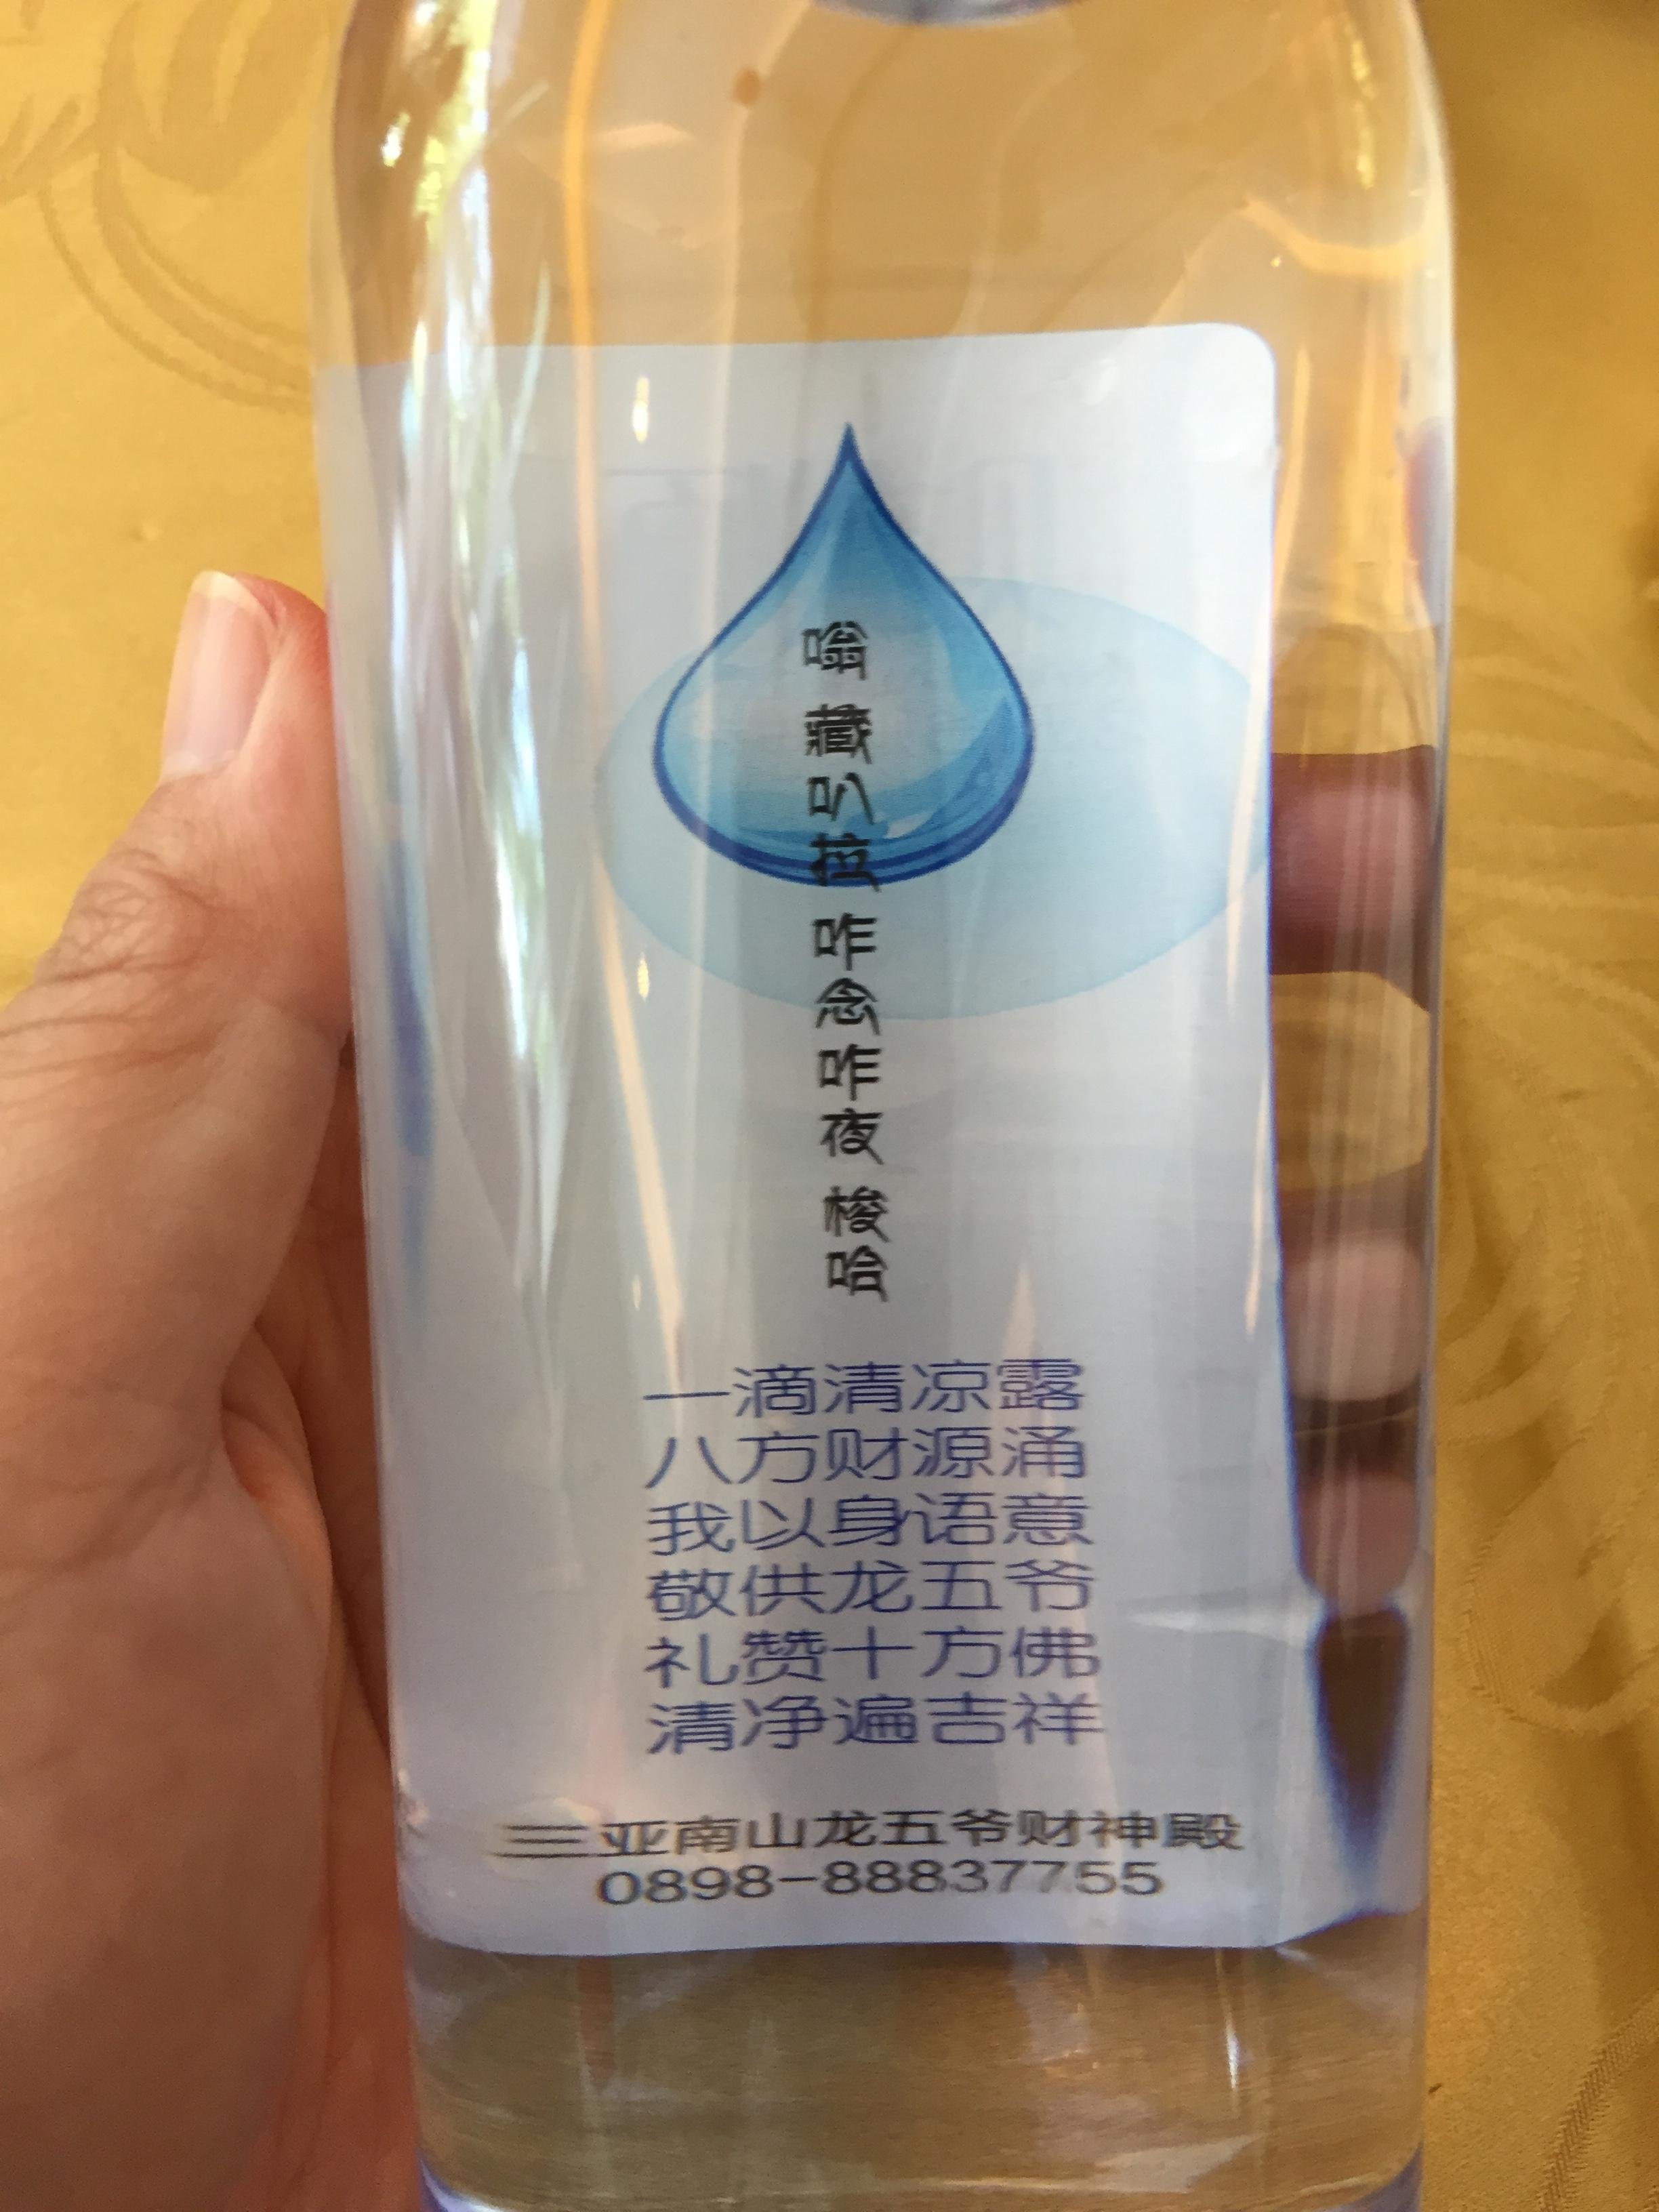 嗡藏叭拉咋念咋夜梭哈
一滴清凉露
八方财源涌
我以身语意
敬供龙五爷
礼赞十方佛
清净遍吉祥
三亚南山龙五爷财神殿
0898-88837755